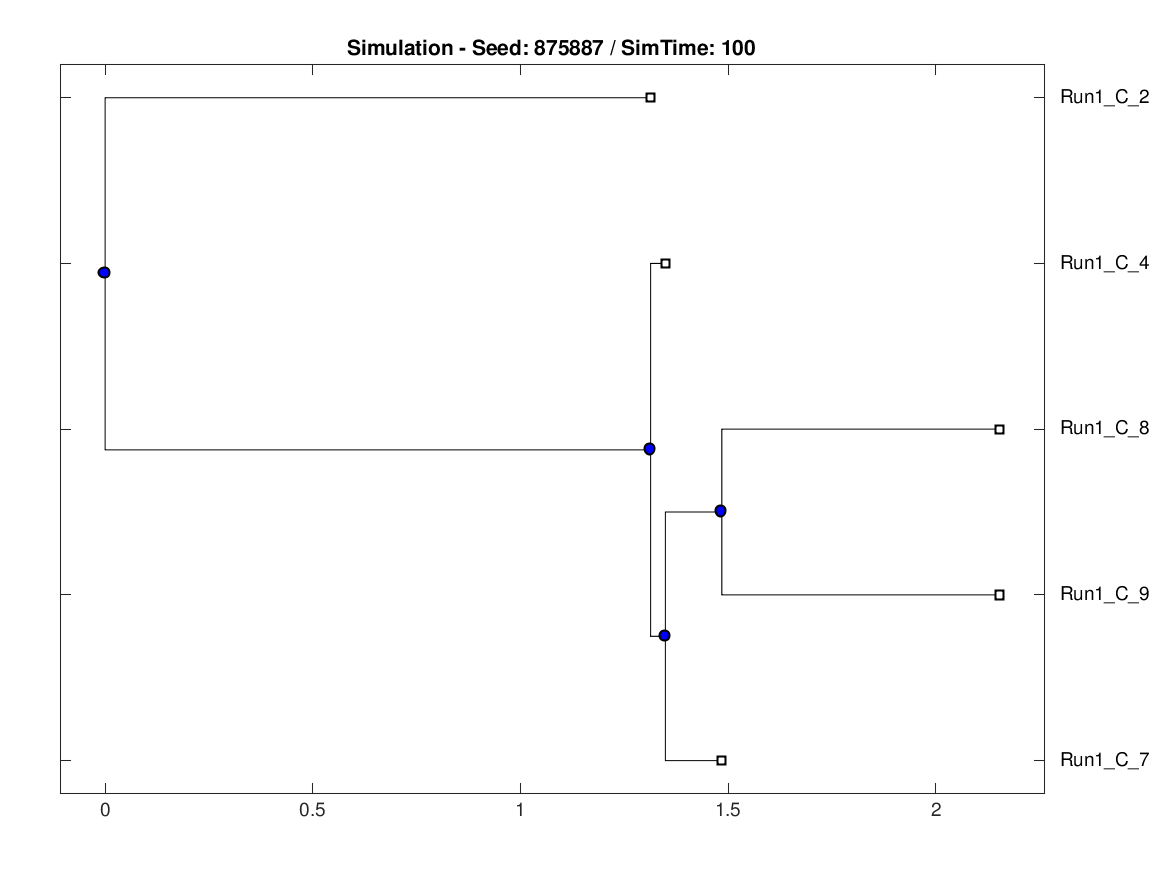 Simulation - Seed: 875887 / SimTime: 100
Run1_C_2
Run1_C_4
Run1_C_8
Run1_C_9
Run1_C_7
0 0.5 1 1.5 2